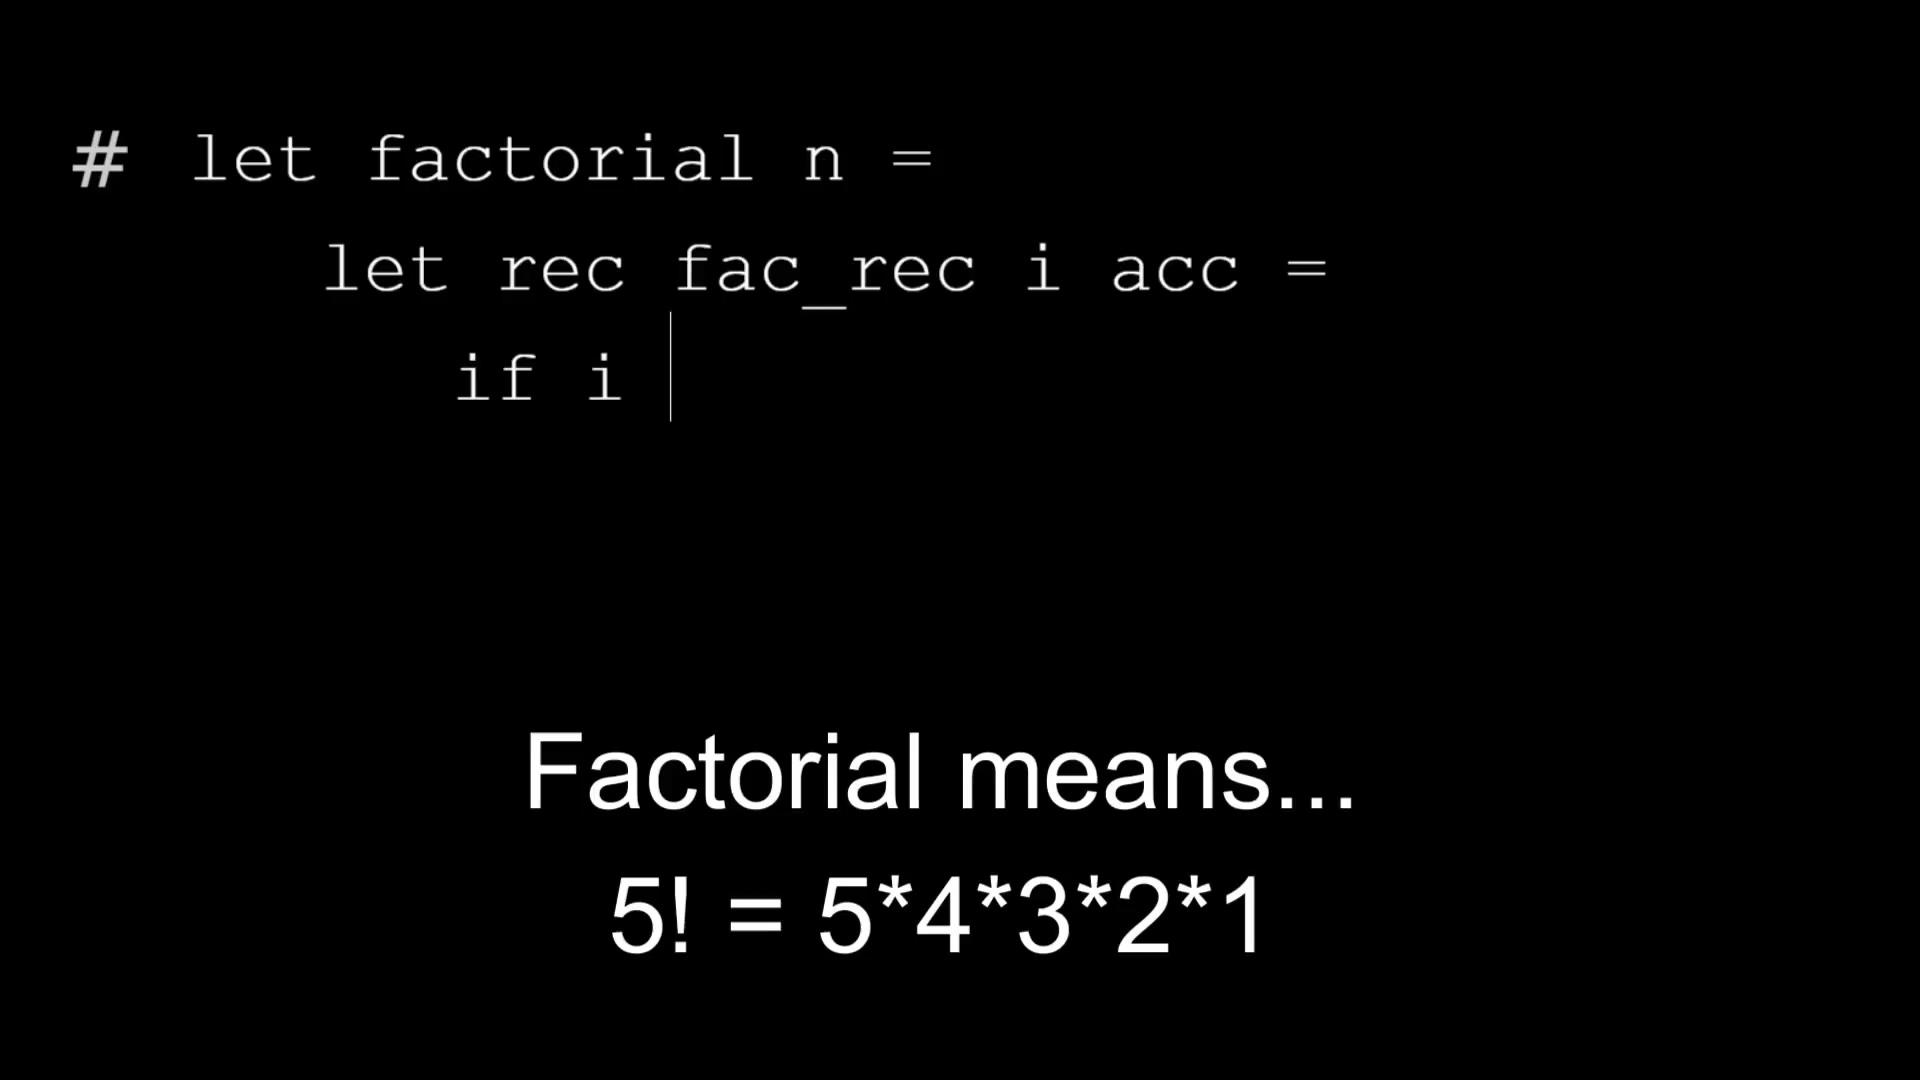 # let factorial n =
let rec fac_rec i acc =
if i
Factorial means...
5! = 5*4*3*2*1